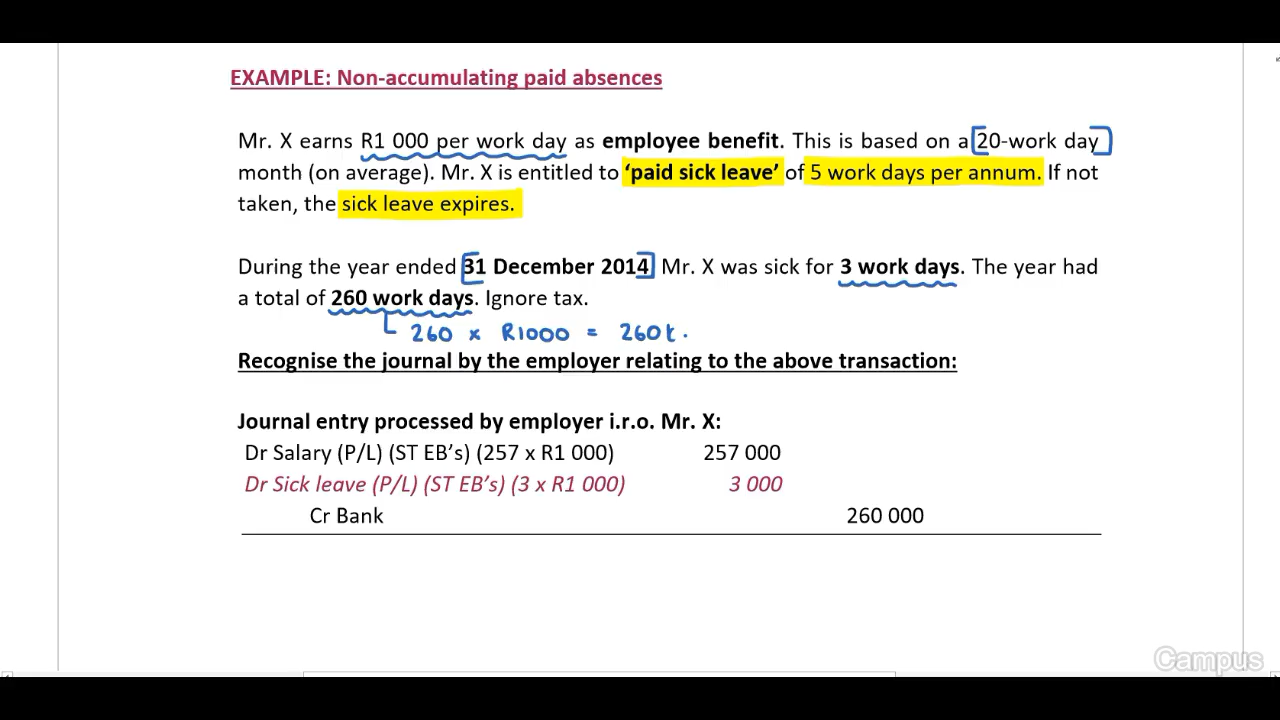 EXAMPLE: Non-accumulating paid absences
Mr. X earns R1 000 per work day as employee benefit. This is based on a 20-work day
month (on average). Mr. X is entitled to ‘paid sick leave’ of 5 work days per annum. If not
taken, the sick leave expires.
During the year ended 31 December 2014 Mr. X was sick for 3 work days. The year had
a total of 260 work days. Ignore tax.
260 x R1000 = 260t.
Recognise the journal by the employer relating to the above transaction:
Journal entry processed by employer i.r.o. Mr. X:
Dr Salary (P/L) (ST EB’s) (257 x R1 000) 257 000
Dr Sick leave (P/L) (ST EB’s) (3 x R1 000) 3 000
Cr Bank 260 000
Campus